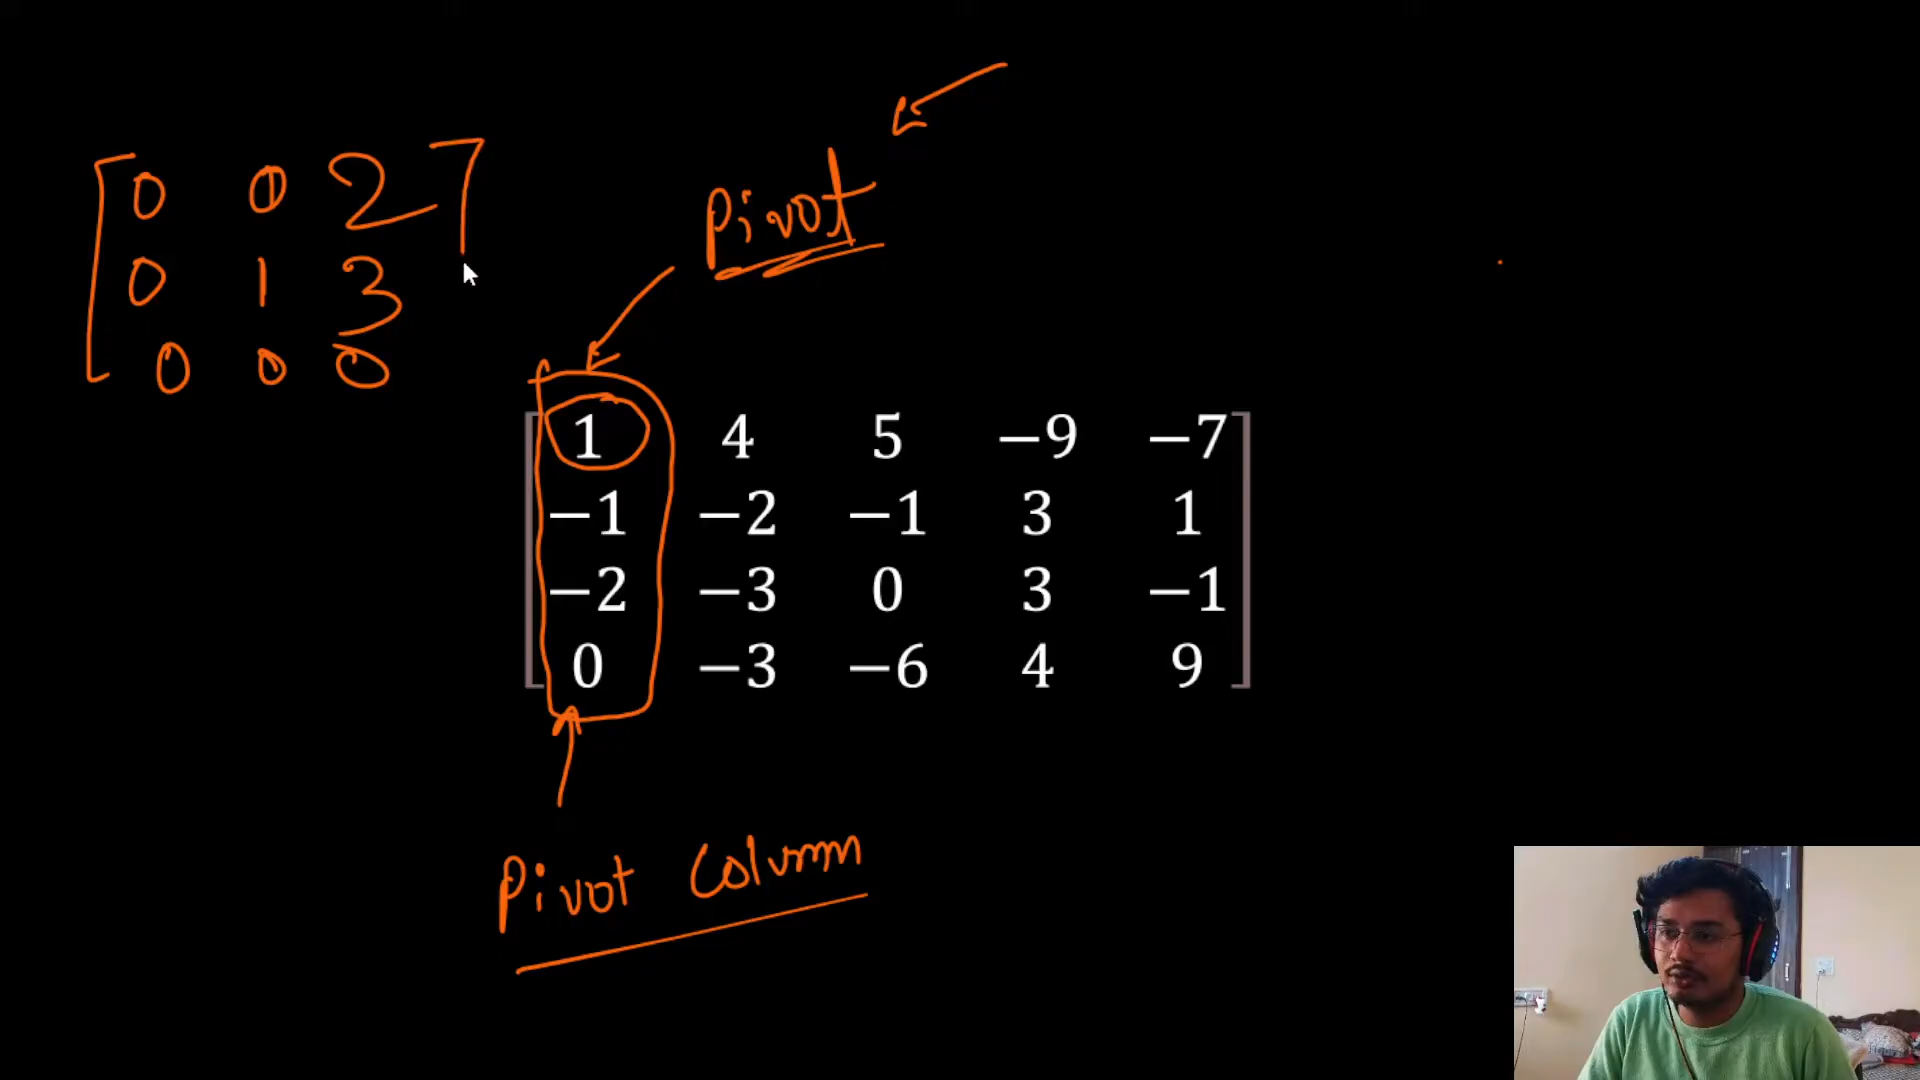 0 0 2
0 1 3
0 0 0
Pivot
1 4 5 −9 −7
−1 −2 −1 3 1
−2 −3 0 3 −1
0 −3 −6 4 9
Pivot Column